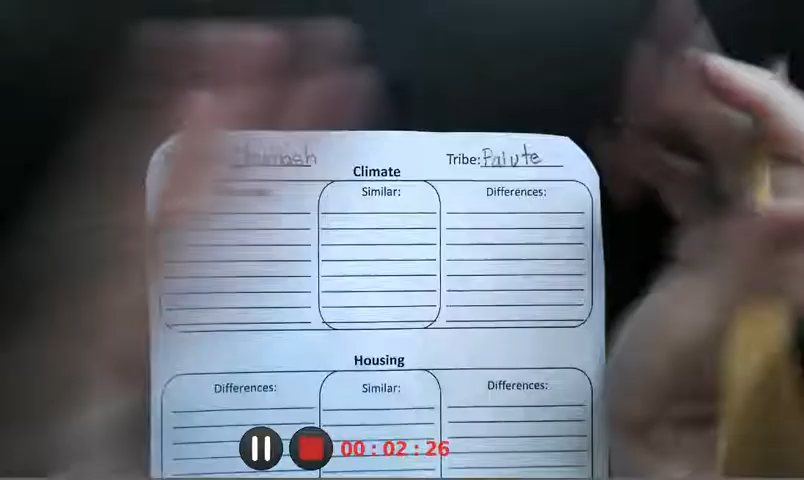 Chumash Tribe: Paiute
Climate
Similar: Differences:
Housing
Differences: Similar: Differences:
00 : 02 : 26